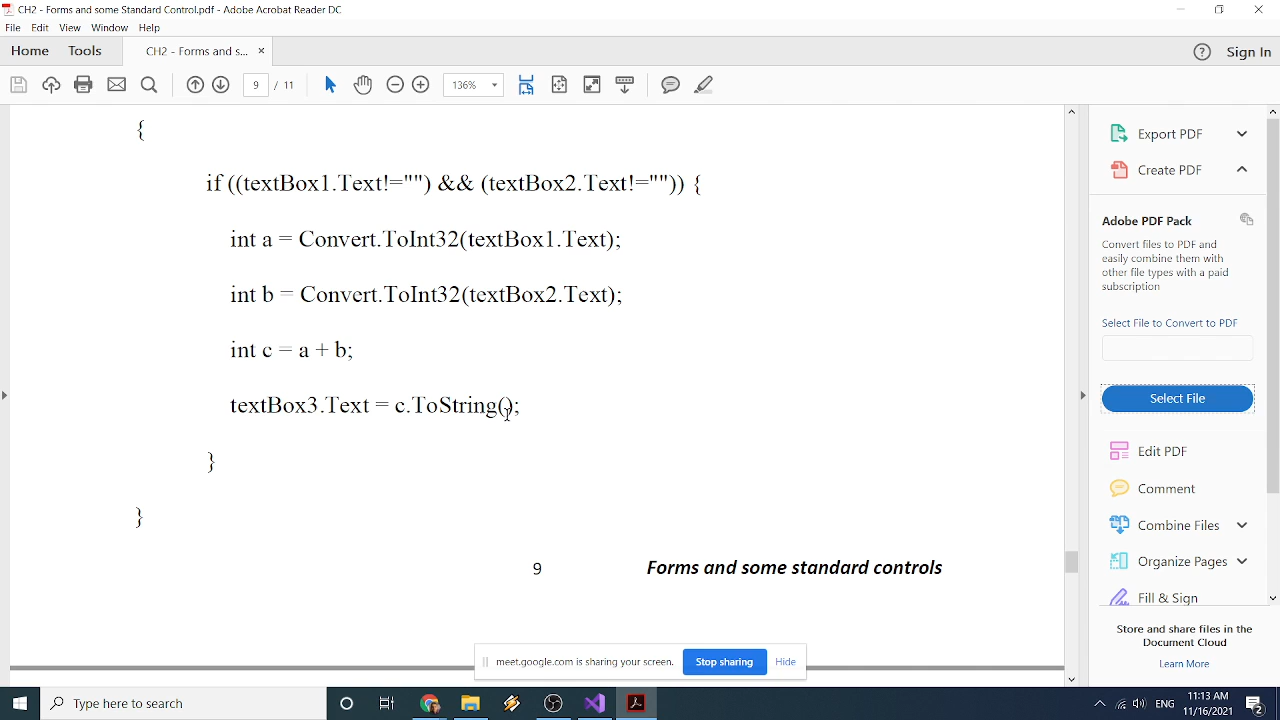 CH2 - Forms and some Standard Control.pdf - Adobe Acrobat Reader DC
File Edit View Window Help
Home Tools CH2 - Forms and s... × ? Sign In
9 / 11 136%
{
if ((textBox1.Text!="") && (textBox2.Text!="")) {
int a = Convert.ToInt32(textBox1.Text);
int b = Convert.ToInt32(textBox2.Text);
int c = a + b;
textBox3.Text = c.ToString();
}
}
9 Forms and some standard controls
Export PDF
Create PDF
Adobe PDF Pack
Convert files to PDF and
easily combine them with
other file types with a paid
subscription
Select File to Convert to PDF
Select File
Edit PDF
Comment
Combine Files
Organize Pages
Fill & Sign
Store and share files in the
Document Cloud
Learn More
meet.google.com is sharing your screen. Stop sharing Hide
Type here to search
ENG
11:13 AM
11/16/2021
2